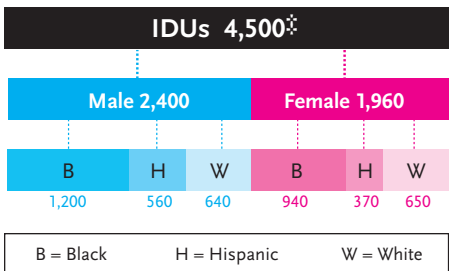 IDUs 4,500⁜
Male 2,400 Female 1,960
B H W B H W
1,200 560 640 940 370 650
B = Black H = Hispanic W = White